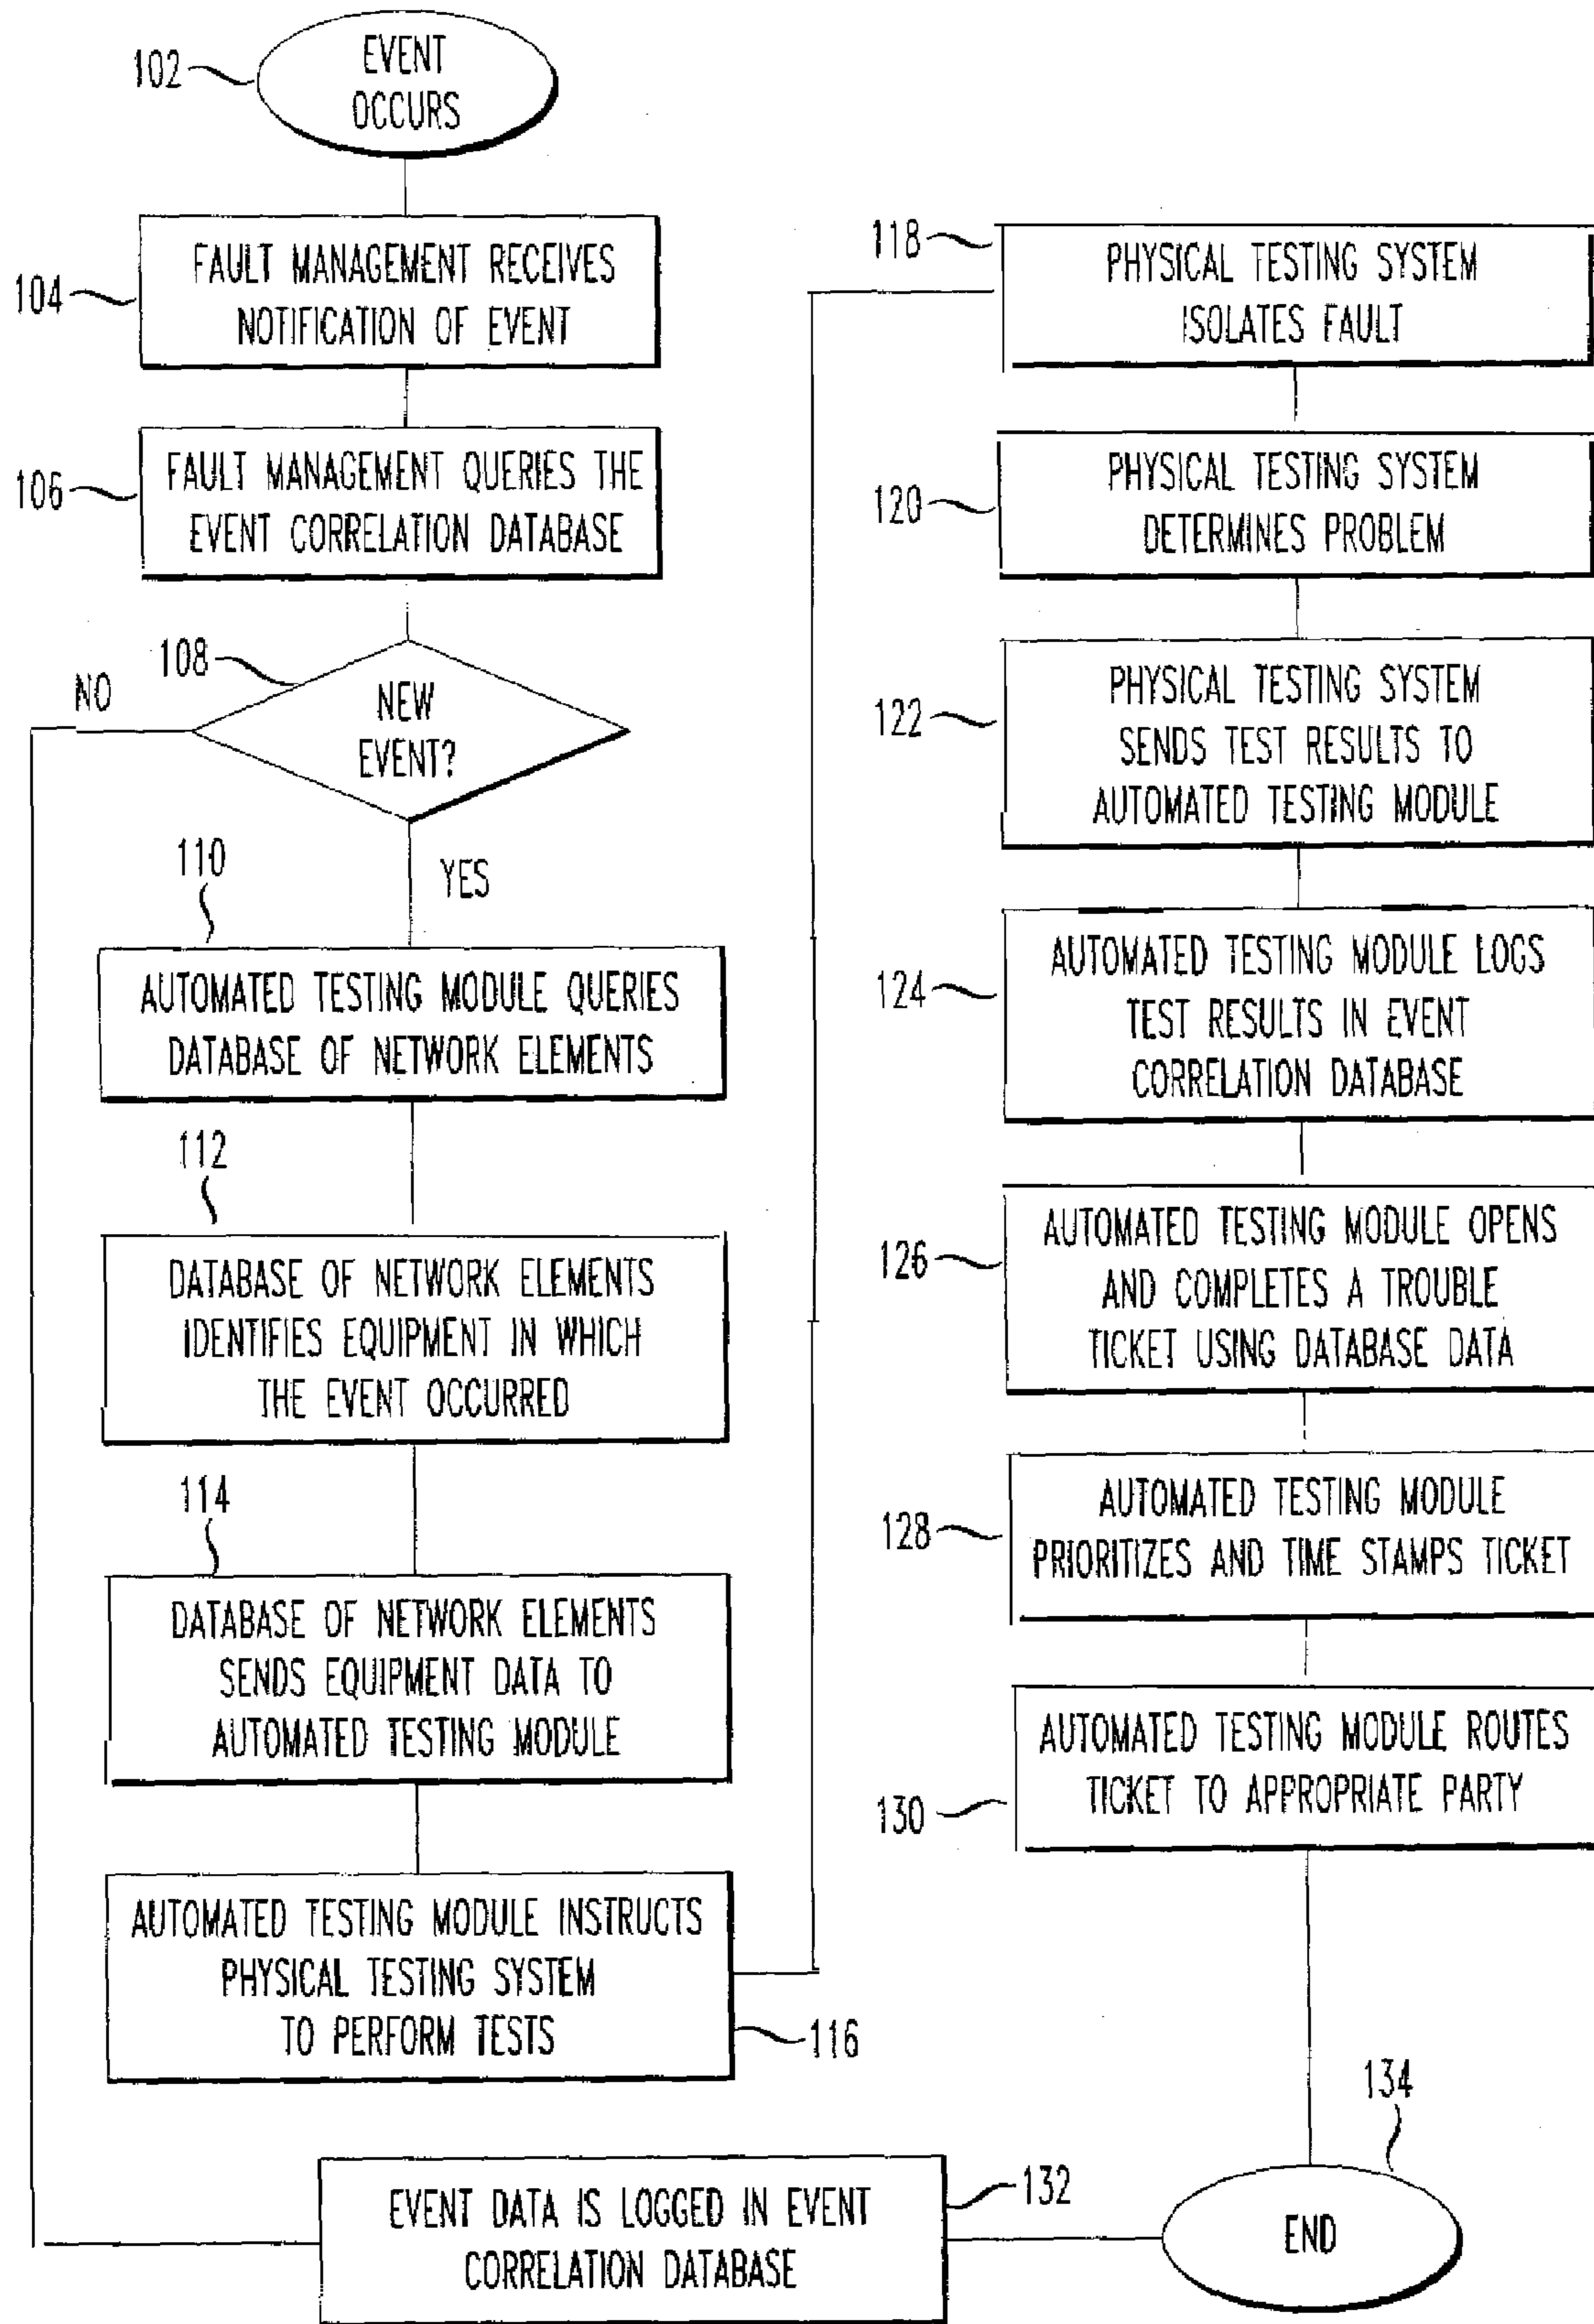 102
EVENT
OCCURS
104
FAULT MANAGEMENT RECEIVES
NOTIFICATION OF EVENT
106
FAULT MANAGEMENT QUERIES THE
EVENT CORRELATION DATABASE
108
NO
NEW
EVENT?
YES
110
AUTOMATED TESTING MODULE QUERIES
DATABASE OF NETWORK ELEMENTS
112
DATABASE OF NETWORK ELEMENTS
IDENTIFIES EQUIPMENT IN WHICH
THE EVENT OCCURRED
114
DATABASE OF NETWORK ELEMENTS
SENDS EQUIPMENT DATA TO
AUTOMATED TESTING MODULE
AUTOMATED TESTING MODULE INSTRUCTS
PHYSICAL TESTING SYSTEM
TO PERFORM TESTS
116
118
PHYSICAL TESTING SYSTEM
ISOLATES FAULT
120
PHYSICAL TESTING SYSTEM
DETERMINES PROBLEM
122
PHYSICAL TESTING SYSTEM
SENDS TEST RESULTS TO
AUTOMATED TESTING MODULE
124
AUTOMATED TESTING MODULE LOGS
TEST RESULTS IN EVENT
CORRELATION DATABASE
126
AUTOMATED TESTING MODULE OPENS
AND COMPLETES A TROUBLE
TICKET USING DATABASE DATA
128
AUTOMATED TESTING MODULE
PRIORITIZES AND TIME STAMPS TICKET
130
AUTOMATED TESTING MODULE ROUTES
TICKET TO APPROPRIATE PARTY
132
EVENT DATA IS LOGGED IN EVENT
CORRELATION DATABASE
134
END